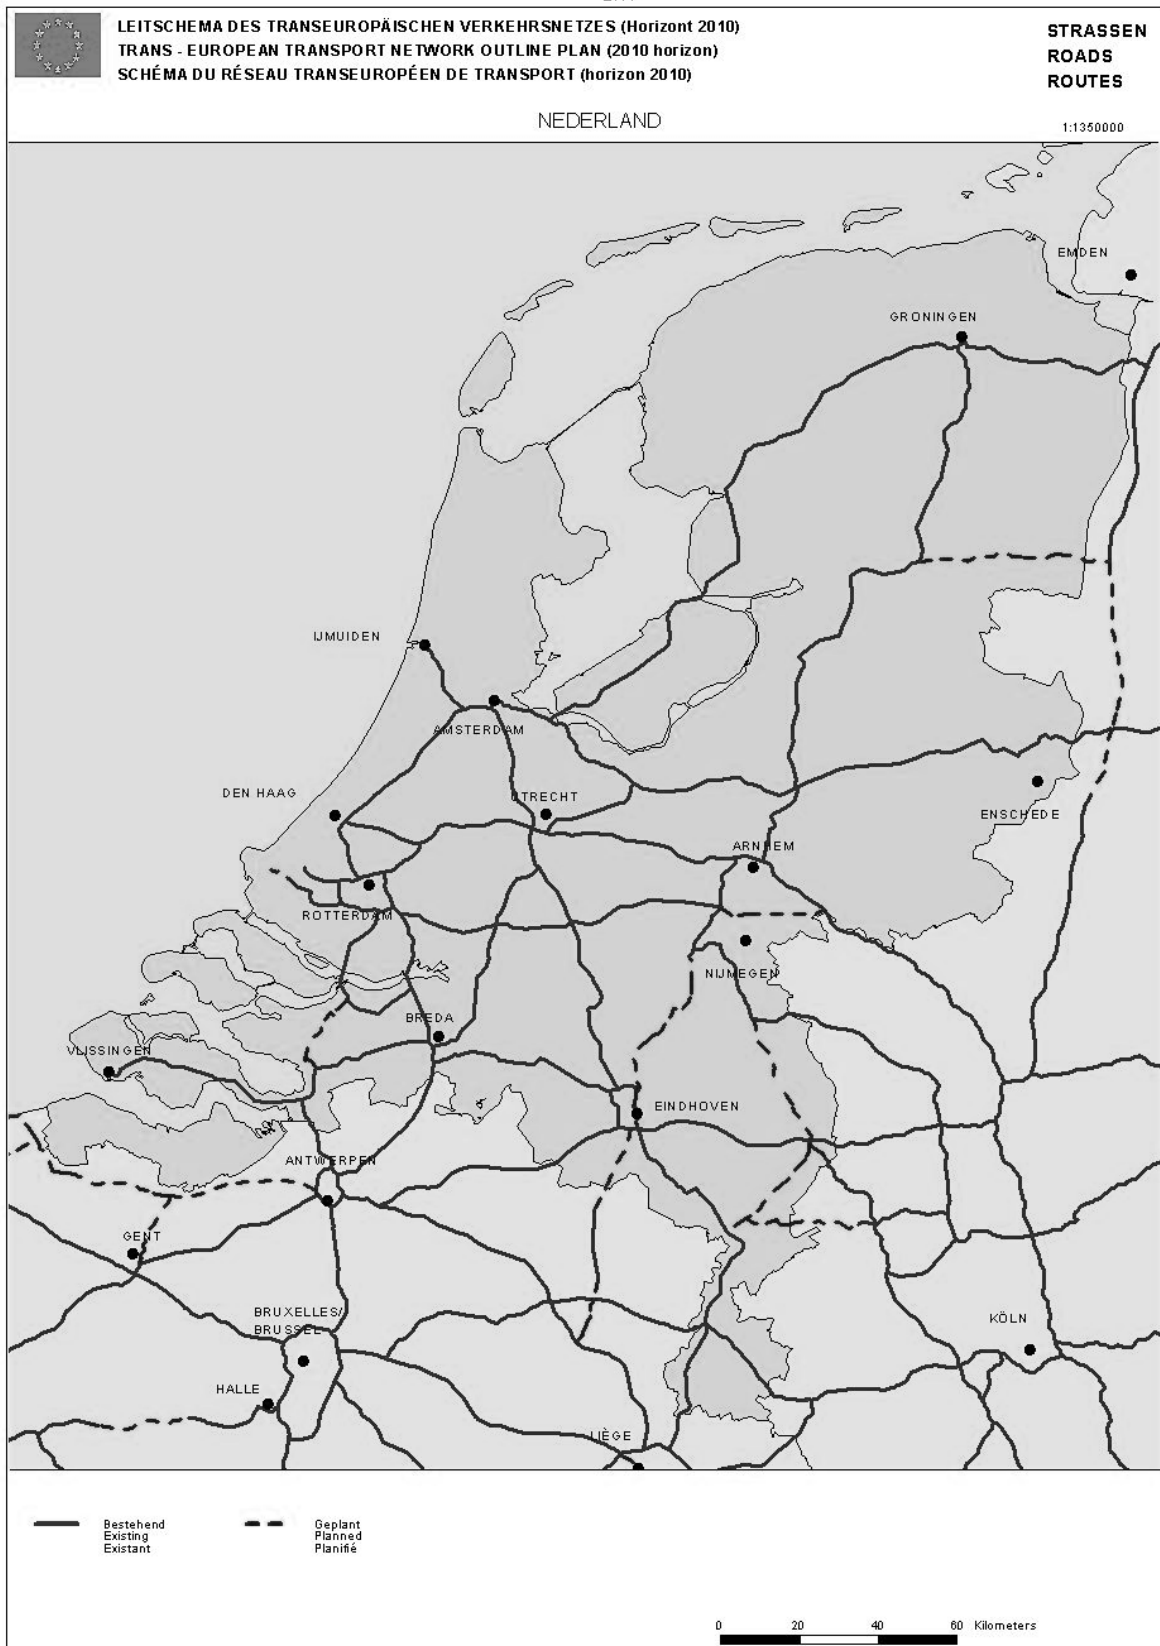 LEITSCHEMA DES TRANSEUROPÄISCHEN VERKEHRSNETZES (Horizont 2010)
TRANS - EUROPEAN TRANSPORT NETWORK OUTLINE PLAN (2010 horizon)
SCHÉMA DU RÉSEAU TRANSEUROPÉEN DE TRANSPORT (horizon 2010)
STRASSEN
ROADS
ROUTES
NEDERLAND
1:1350000
EMDEN
GRONINGEN
IJMUIDEN
AMSTERDAM
DEN HAAG
UTRECHT
ENSCHEDE
ARNHEM
ROTTERDAM
NIJMEGEN
BREDA
VLISSINGEN
EINDHOVEN
ANTWERPEN
GENT
BRUXELLES/
BRUSSEL
KÖLN
HALLE
LIÈGE
Bestehend
Existing
Existant
Geplant
Planned
Planifié
0 20 40 60 Kilometers